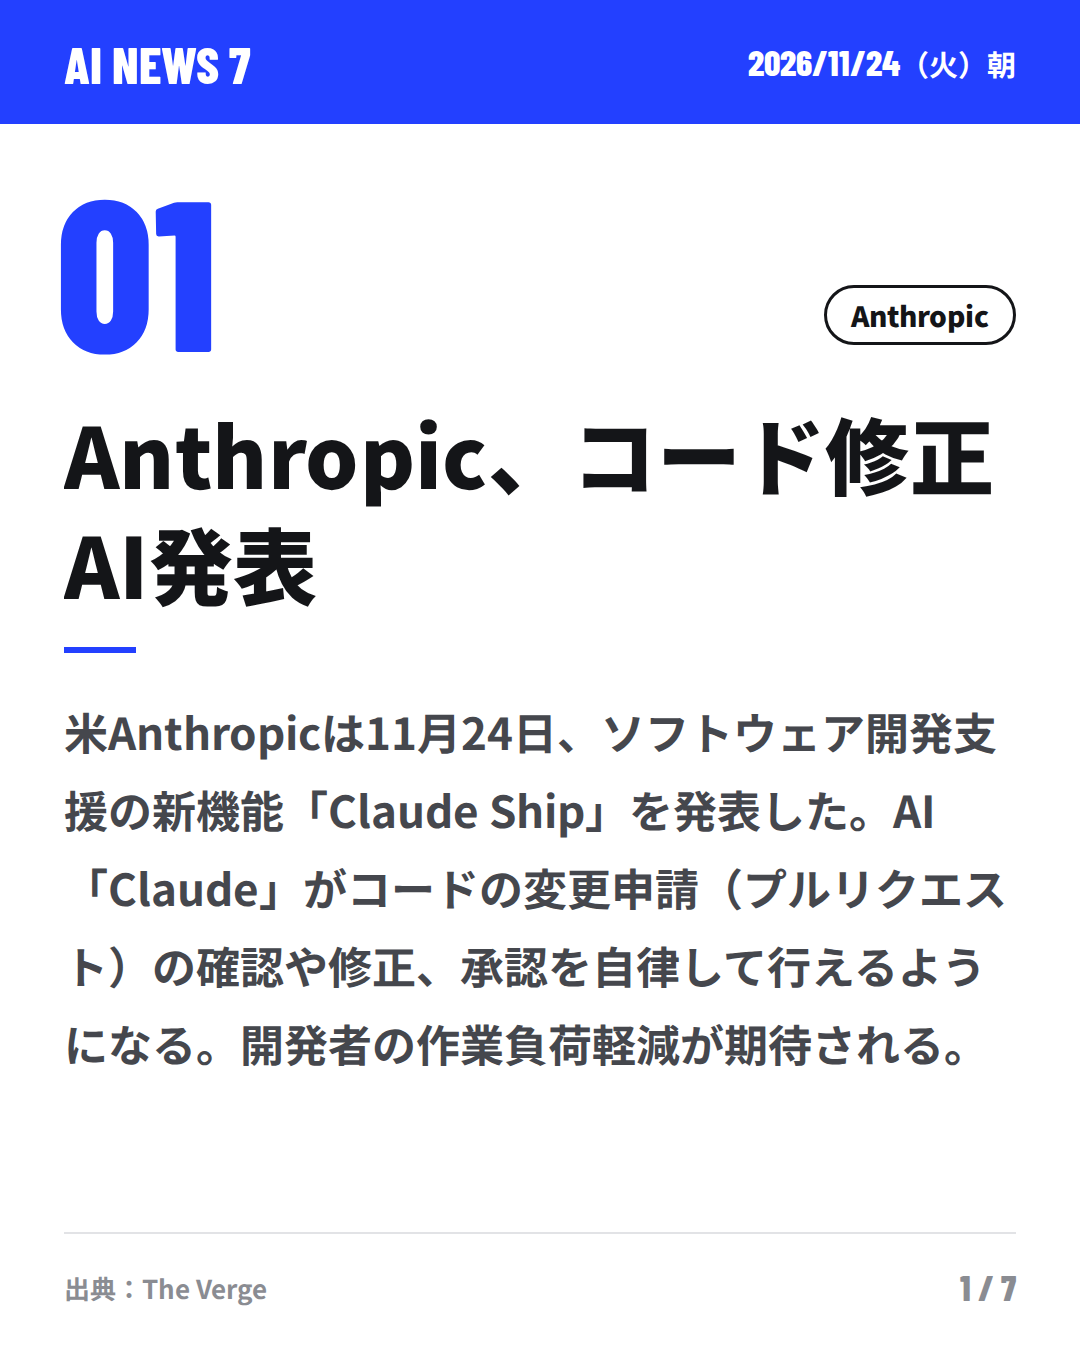 AI NEWS 7
2026/11/24（火）朝
01
Anthropic
Anthropic、コード修正
AI発表
米Anthropicは11月24日、ソフトウェア開発支
援の新機能「Claude Ship」を発表した。AI
「Claude」がコードの変更申請（プルリクエス
ト）の確認や修正、承認を自律して行えるよう
になる。開発者の作業負荷軽減が期待される。
出典：The Verge
1 / 7